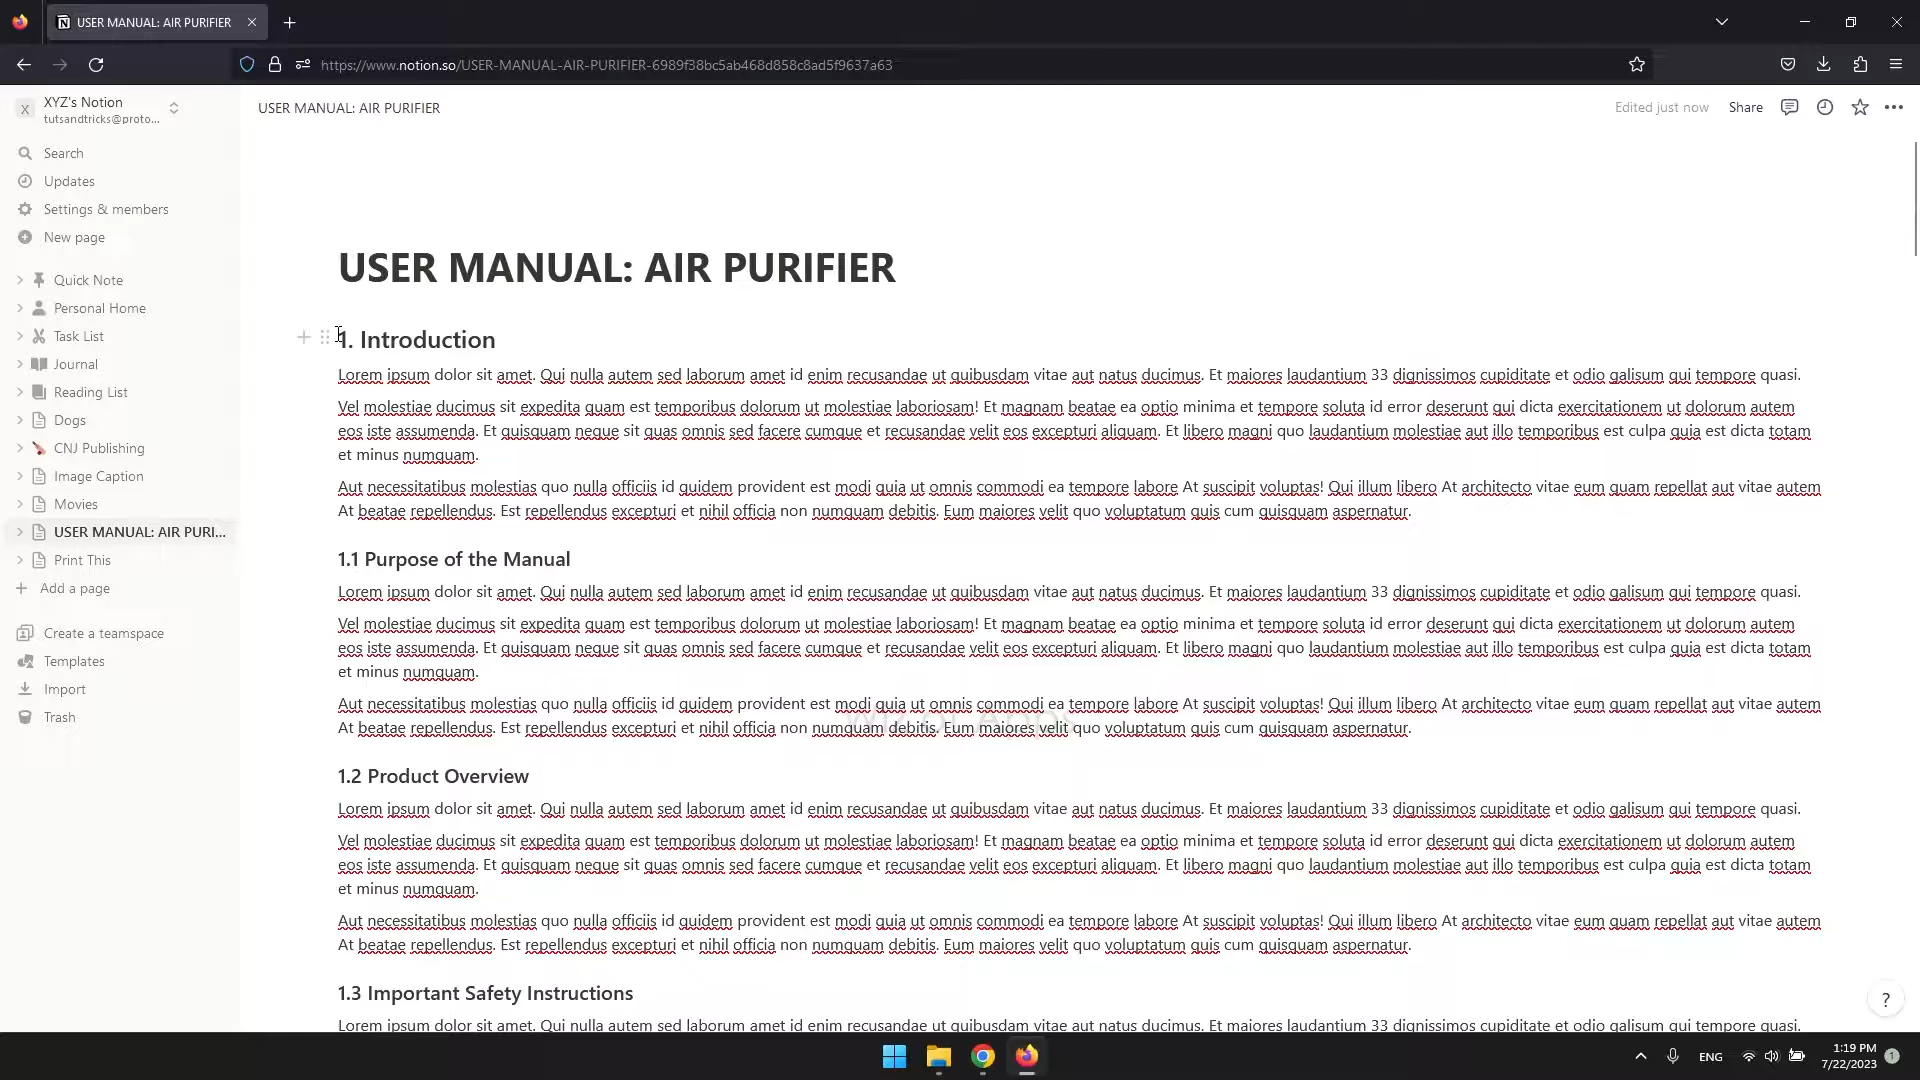 USER MANUAL: AIR PURIFIER
https://www.notion.so/USER-MANUAL-AIR-PURIFIER-6989f38bc5ab468d858c8ad5f9637a63
X
XYZ's Notion
tutsandtricks@proto...
USER MANUAL: AIR PURIFIER
Edited just now
Share
Search
Updates
Settings & members
New page
Quick Note
Personal Home
Task List
Journal
Reading List
Dogs
CNJ Publishing
Image Caption
Movies
USER MANUAL: AIR PURI...
Print This
Add a page
Create a teamspace
Templates
Import
Trash
USER MANUAL: AIR PURIFIER
1. Introduction
Lorem ipsum dolor sit amet. Qui nulla autem sed laborum amet id enim recusandae ut quibusdam vitae aut natus ducimus. Et maiores laudantium 33 dignissimos cupiditate et odio galisum qui tempore quasi.
Vel molestiae ducimus sit expedita quam est temporibus dolorum ut molestiae laboriosam! Et magnam beatae ea optio minima et tempore soluta id error deserunt qui dicta exercitationem ut dolorum autem
eos iste assumenda. Et quisquam neque sit quas omnis sed facere cumque et recusandae velit eos excepturi aliquam. Et libero magni quo laudantium molestiae aut illo temporibus est culpa quia est dicta totam
et minus numquam.
Aut necessitatibus molestias quo nulla officiis id quidem provident est modi quia ut omnis commodi ea tempore labore At suscipit voluptas! Qui illum libero At architecto vitae eum quam repellat aut vitae autem
At beatae repellendus. Est repellendus excepturi et nihil officia non numquam debitis. Eum maiores velit quo voluptatum quis cum quisquam aspernatur.
1.1 Purpose of the Manual
Lorem ipsum dolor sit amet. Qui nulla autem sed laborum amet id enim recusandae ut quibusdam vitae aut natus ducimus. Et maiores laudantium 33 dignissimos cupiditate et odio galisum qui tempore quasi.
Vel molestiae ducimus sit expedita quam est temporibus dolorum ut molestiae laboriosam! Et magnam beatae ea optio minima et tempore soluta id error deserunt qui dicta exercitationem ut dolorum autem
eos iste assumenda. Et quisquam neque sit quas omnis sed facere cumque et recusandae velit eos excepturi aliquam. Et libero magni quo laudantium molestiae aut illo temporibus est culpa quia est dicta totam
et minus numquam.
Aut necessitatibus molestias quo nulla officiis id quidem provident est modi quia ut omnis commodi ea tempore labore At suscipit voluptas! Qui illum libero At architecto vitae eum quam repellat aut vitae autem
At beatae repellendus. Est repellendus excepturi et nihil officia non numquam debitis. Eum maiores velit quo voluptatum quis cum quisquam aspernatur.
Wiz of Apps
1.2 Product Overview
Lorem ipsum dolor sit amet. Qui nulla autem sed laborum amet id enim recusandae ut quibusdam vitae aut natus ducimus. Et maiores laudantium 33 dignissimos cupiditate et odio galisum qui tempore quasi.
Vel molestiae ducimus sit expedita quam est temporibus dolorum ut molestiae laboriosam! Et magnam beatae ea optio minima et tempore soluta id error deserunt qui dicta exercitationem ut dolorum autem
eos iste assumenda. Et quisquam neque sit quas omnis sed facere cumque et recusandae velit eos excepturi aliquam. Et libero magni quo laudantium molestiae aut illo temporibus est culpa quia est dicta totam
et minus numquam.
Aut necessitatibus molestias quo nulla officiis id quidem provident est modi quia ut omnis commodi ea tempore labore At suscipit voluptas! Qui illum libero At architecto vitae eum quam repellat aut vitae autem
At beatae repellendus. Est repellendus excepturi et nihil officia non numquam debitis. Eum maiores velit quo voluptatum quis cum quisquam aspernatur.
1.3 Important Safety Instructions
Lorem ipsum dolor sit amet. Qui nulla autem sed laborum amet id enim recusandae ut quibusdam vitae aut natus ducimus. Et maiores laudantium 33 dignissimos cupiditate et odio galisum qui tempore quasi.
?
ENG
1:19 PM
7/22/2023
1